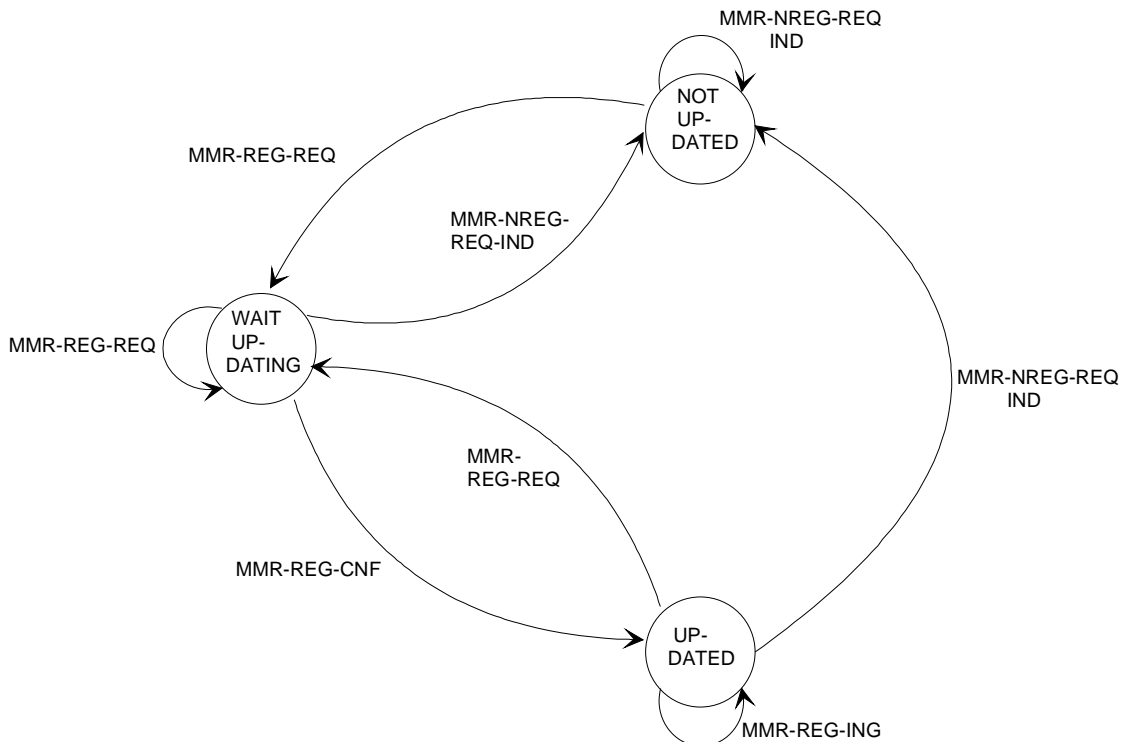 MMR-NREG-REQ
IND
NOT
UP-
DATED
MMR-REG-REQ
MMR-NREG-
REQ-IND
WAIT
UP-
DATING
MMR-REG-REQ
MMR-NREG-REQ
IND
MMR-
REG-REQ
MMR-REG-CNF
UP-
DATED
MMR-REG-ING